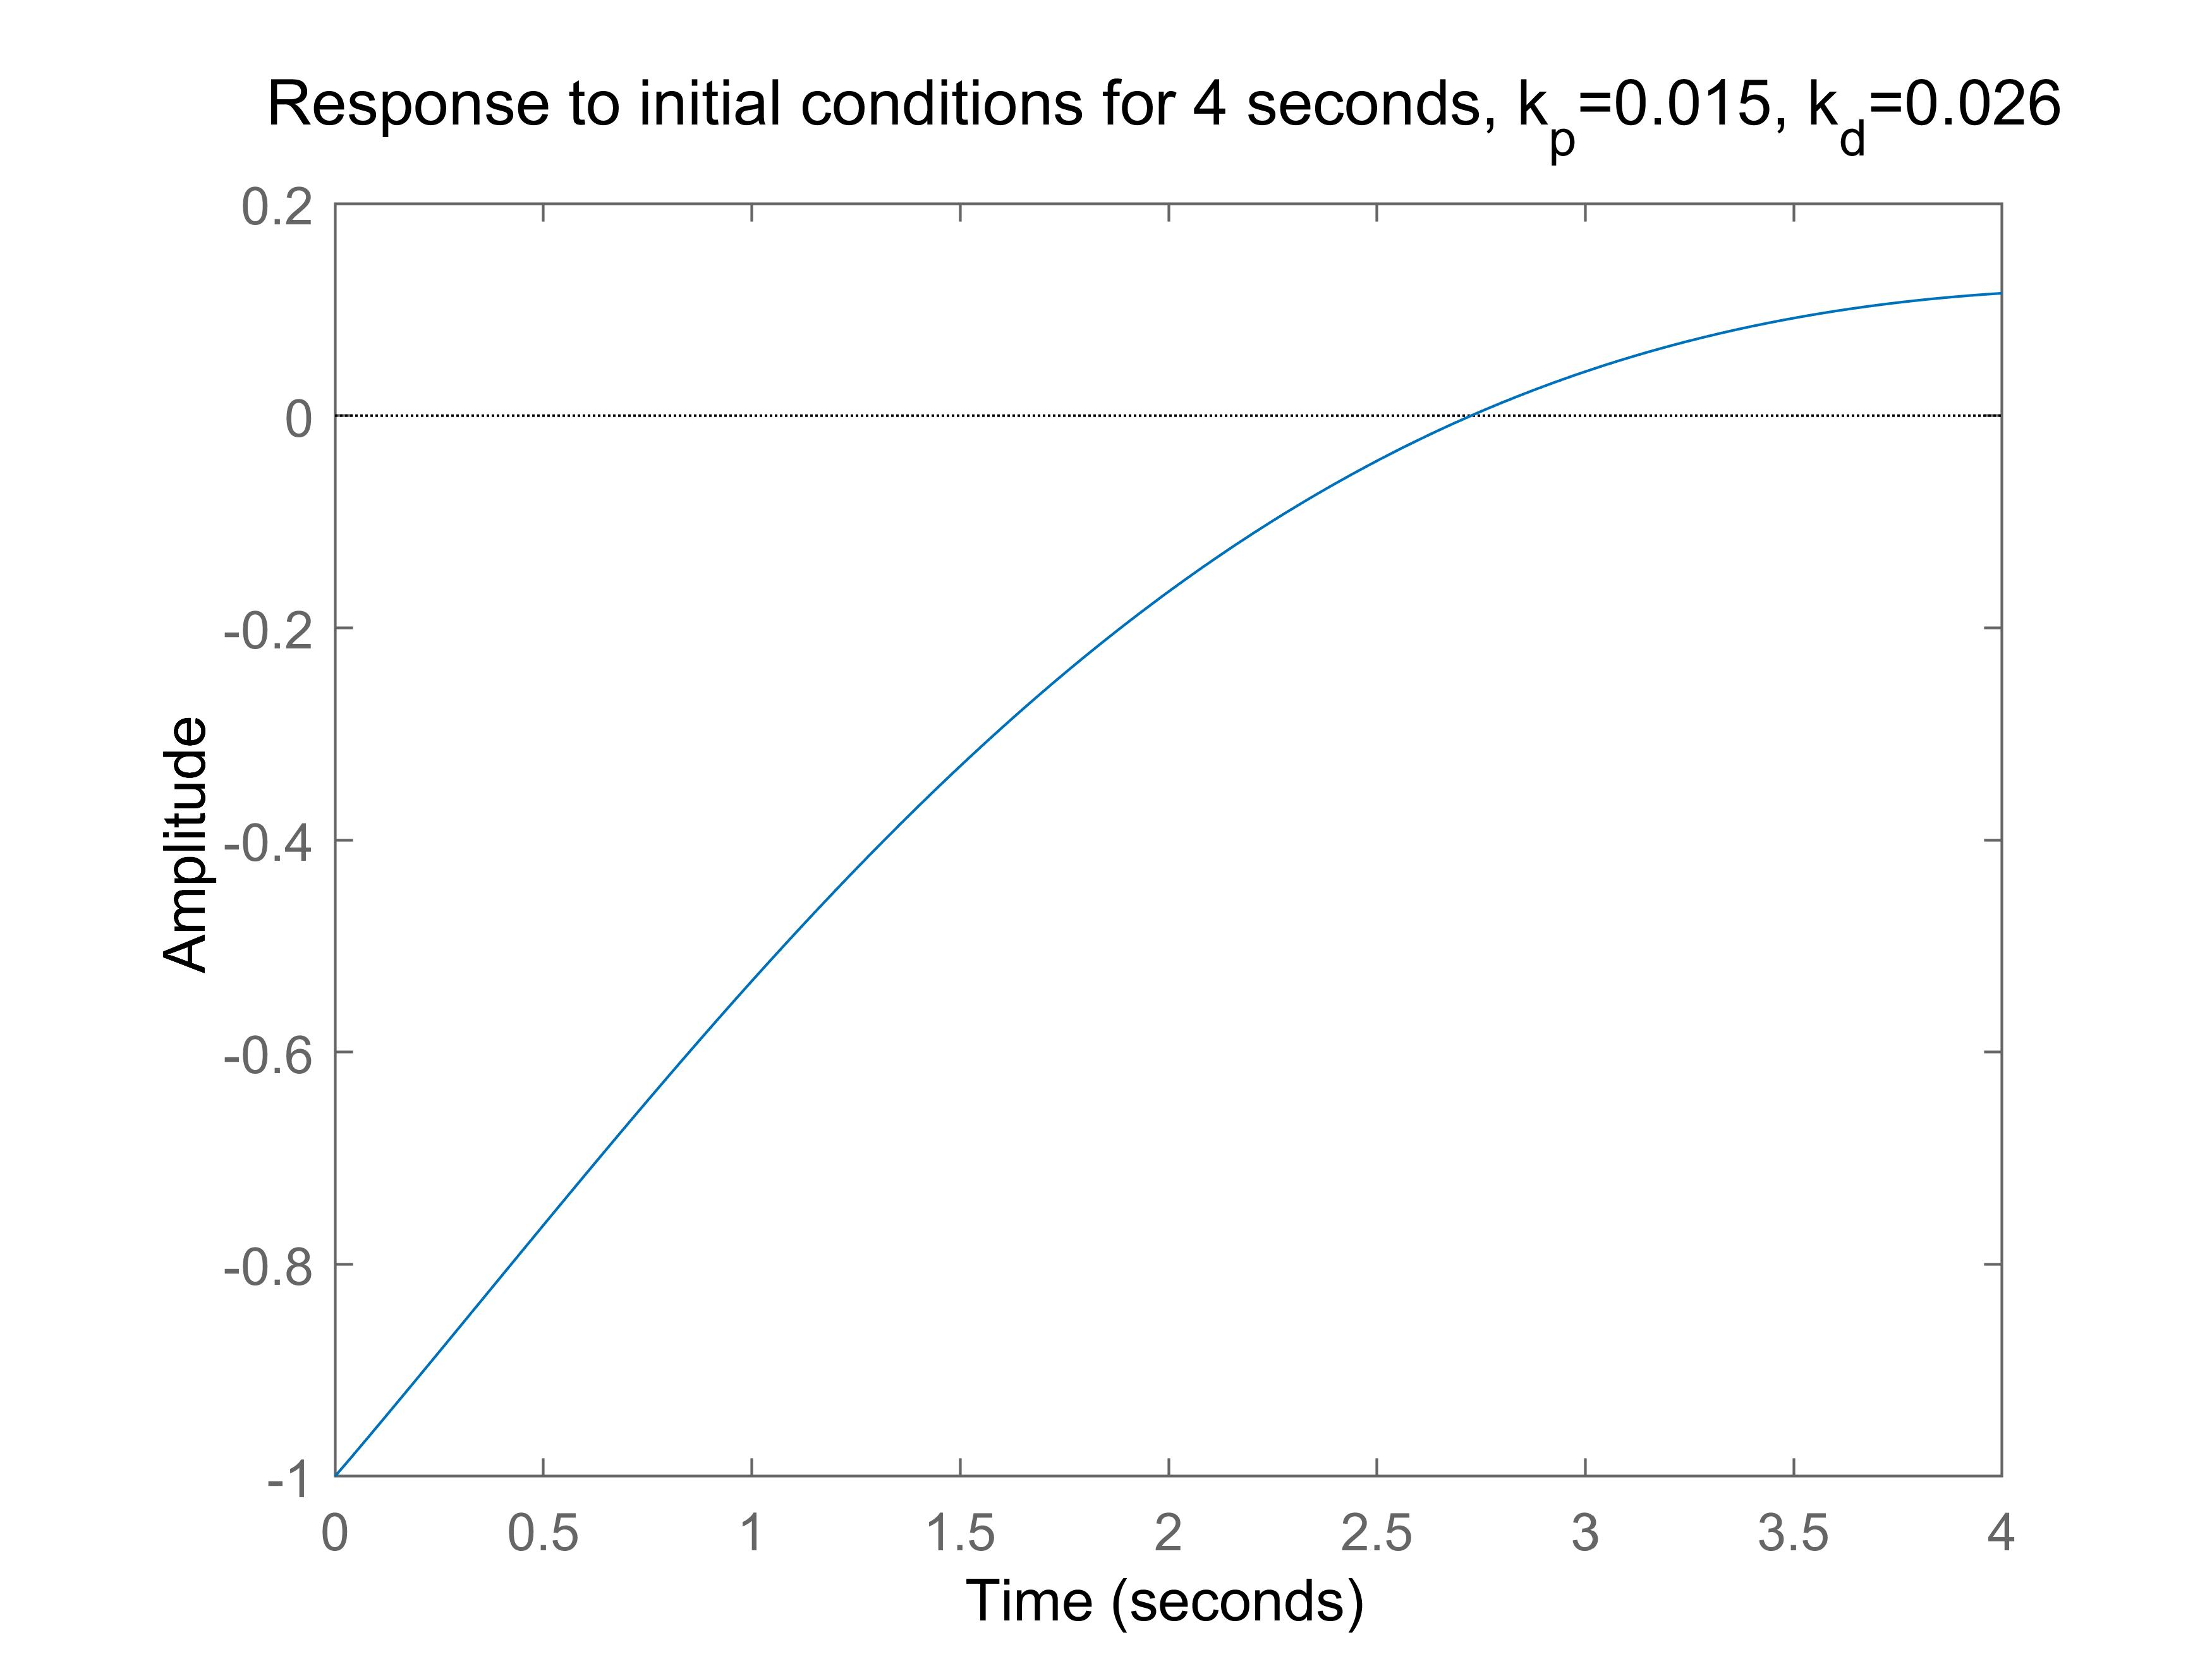 Response to initial conditions for 4 seconds, kp=0.015, kd=0.026
0.2
0
-0.2
-0.4
-0.6
-0.8
-1
Amplitude
0 0.5 1 1.5 2 2.5 3 3.5 4
Time (seconds)